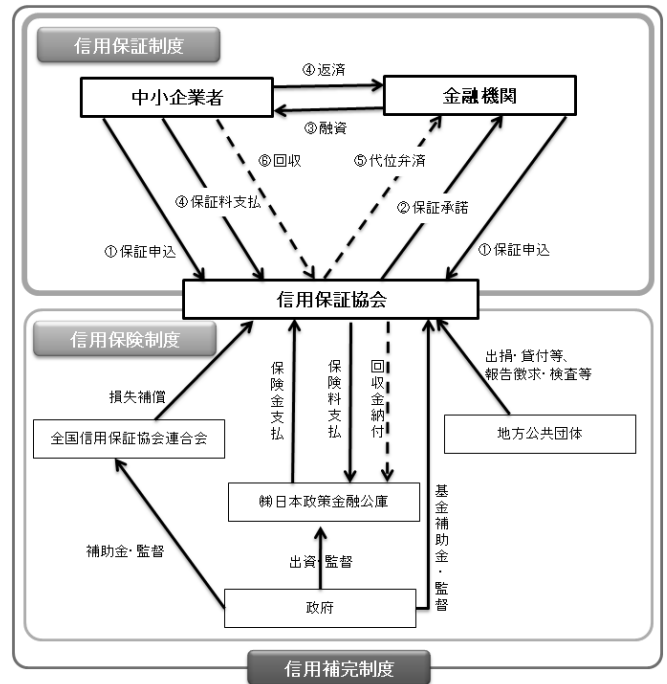 信用保証制度
④返済
中小企業者
金融機関
③融資
⑥回収
⑤代位弁済
④保証料支払
②保証承諾
①保証申込
①保証申込
信用保証協会
信用保険制度
出捐・貸付等、
報告徴求・検査等
保険金支払
保険料支払
回収金納付
損失補償
全国信用保証協会連合会
地方公共団体
㈱日本政策金融公庫
基金補助金・監督
補助金・監督
出資・監督
政府
信用補完制度